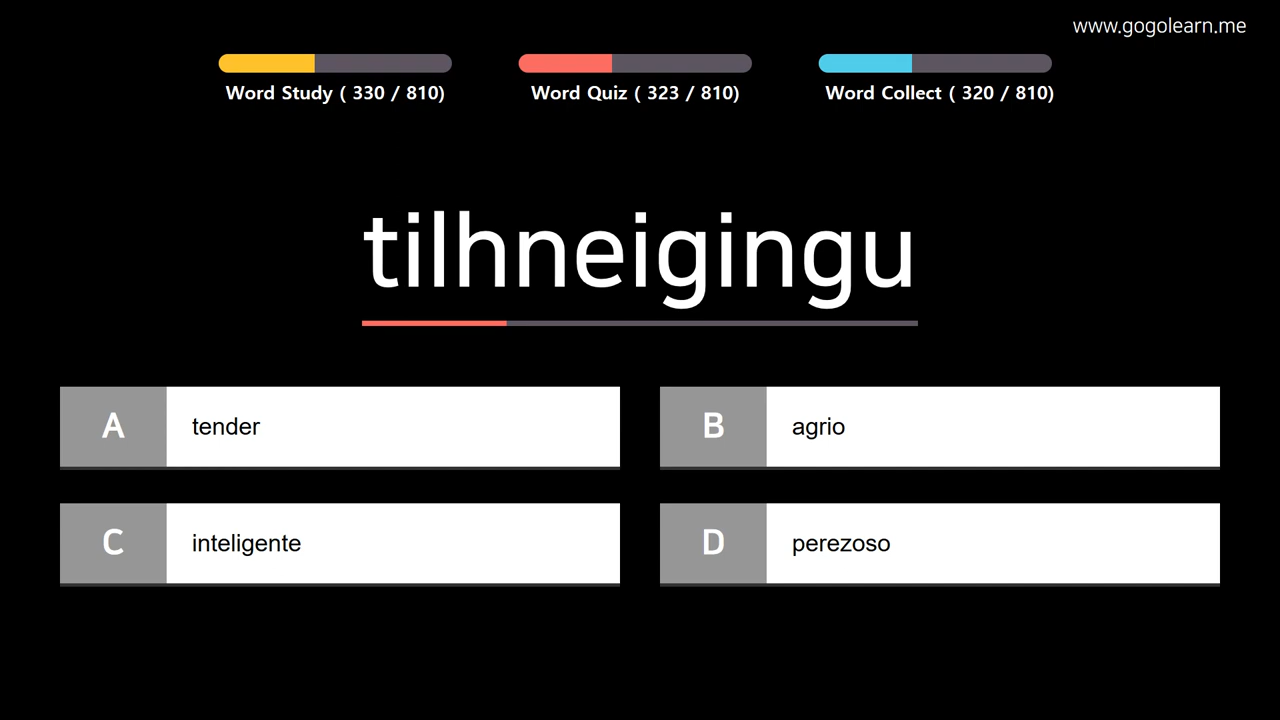 www.gogolearn.me
Word Study ( 330 / 810)
Word Quiz ( 323 / 810)
Word Collect ( 320 / 810)
tilhneigingu
A tender
B agrio
C inteligente
D perezoso